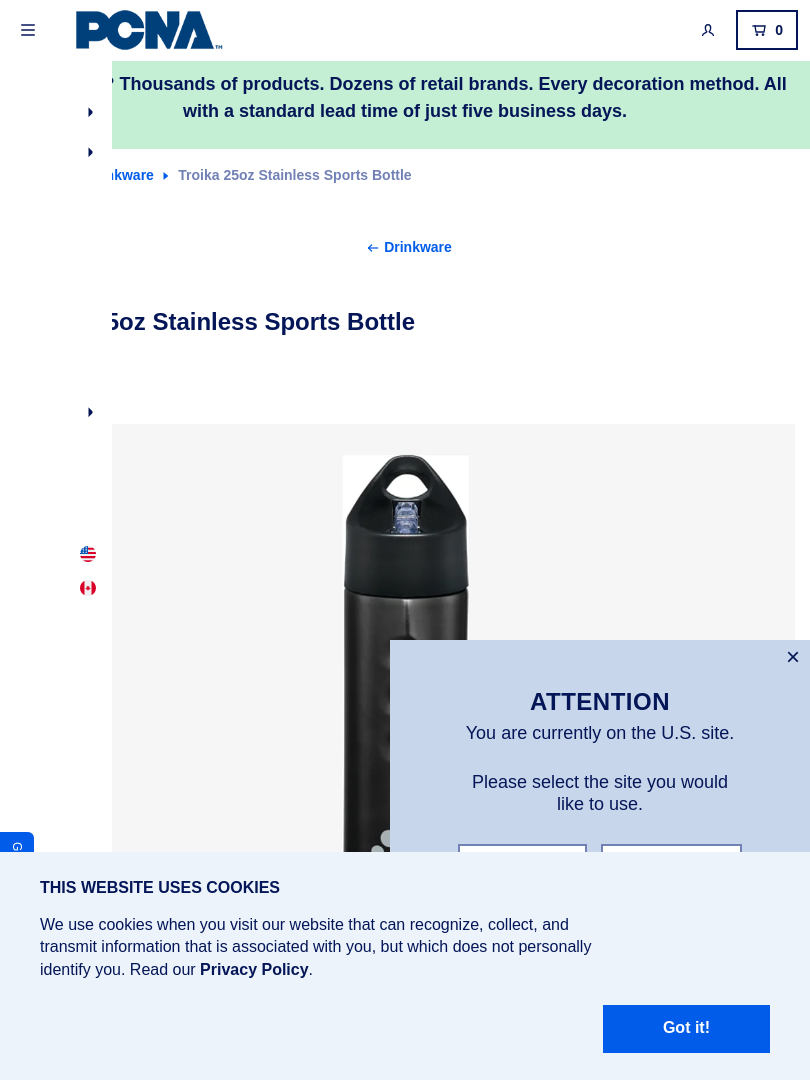 PCNA™
0
? Thousands of products. Dozens of retail brands. Every decoration method. All
with a standard lead time of just five business days.
Troika 25oz Stainless Sports Bottle
Drinkware
5oz Stainless Sports Bottle
ATTENTION
You are currently on the U.S. site.
Please select the site you would
like to use.
G
THIS WEBSITE USES COOKIES
We use cookies when you visit our website that can recognize, collect, and
transmit information that is associated with you, but which does not personally
identify you. Read our Privacy Policy.
Got it!